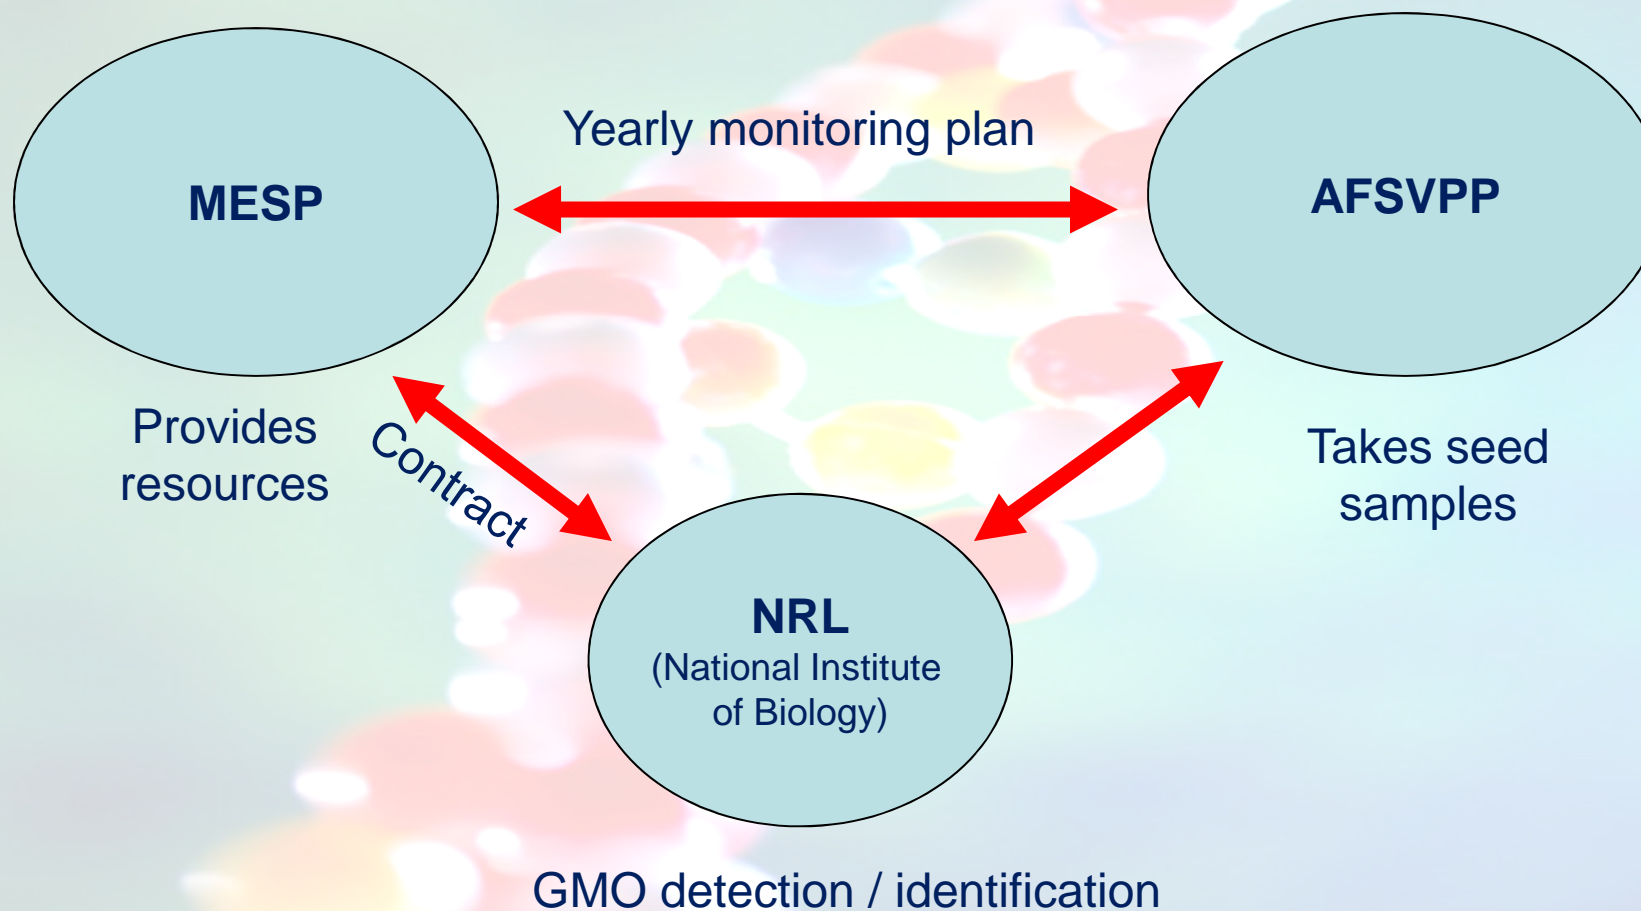 Yearly monitoring plan
MESP
AFSVPP
Provides
resources
Contract
Takes seed
samples
NRL
(National Institute
of Biology)
GMO detection / identification